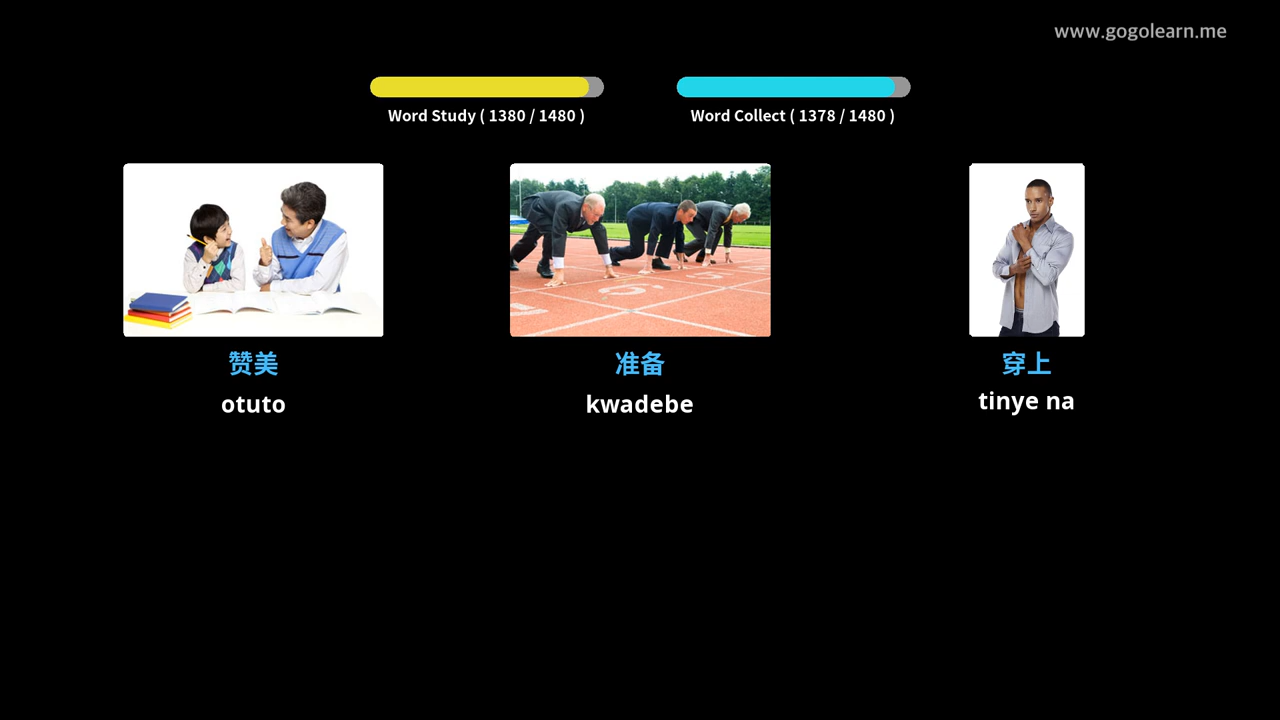 www.gogolearn.me
Word Study ( 1380 / 1480 )
Word Collect ( 1378 / 1480 )
赞美
准备
穿上
otuto
kwadebe
tinye na